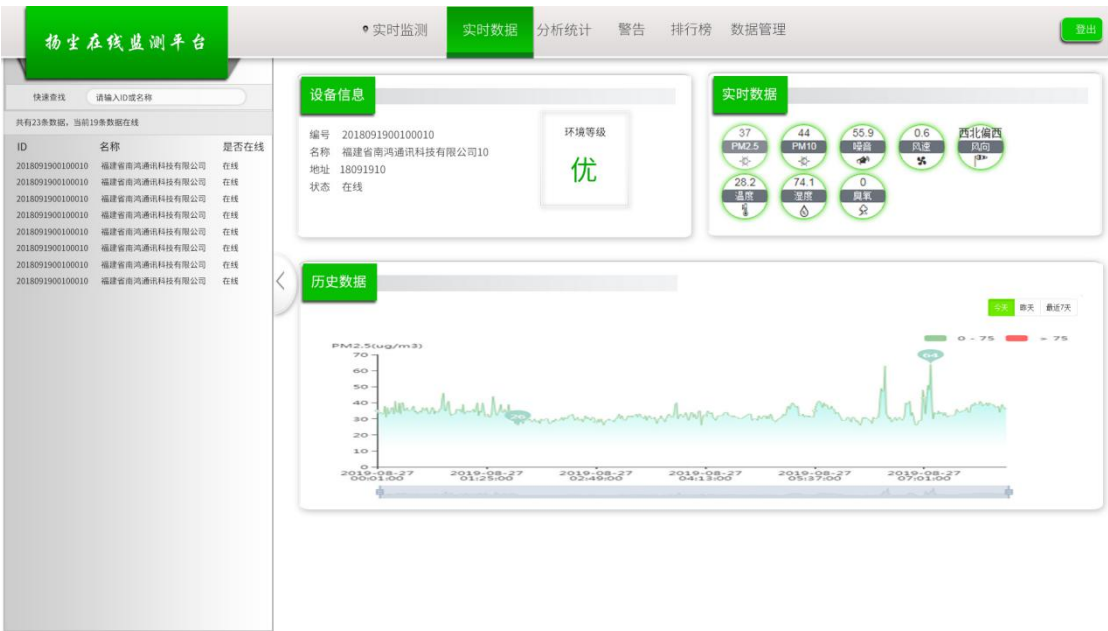 扬尘在线监测平台
实时监测 实时数据 分析统计 警告 排行榜 数据管理
登出
快速查找 请输入ID或名称
共有23条数据，当前19条数据在线
ID 名称 是否在线
2018091900100010 福建省南鸿通讯科技有限公司 在线
2018091900100010 福建省南鸿通讯科技有限公司 在线
2018091900100010 福建省南鸿通讯科技有限公司 在线
2018091900100010 福建省南鸿通讯科技有限公司 在线
2018091900100010 福建省南鸿通讯科技有限公司 在线
2018091900100010 福建省南鸿通讯科技有限公司 在线
2018091900100010 福建省南鸿通讯科技有限公司 在线
2018091900100010 福建省南鸿通讯科技有限公司 在线
设备信息
编号 2018091900100010
名称 福建省南鸿通讯科技有限公司10
地址 18091910
状态 在线
环境等级
优
实时数据
37 44 55.9 0.6 西北偏西
PM2.5 PM10 噪音 风速 风向
28.2 74.1 0
温度 湿度 臭氧
历史数据
今天 昨天 最近7天
0 - 75 > 75
PM2.5(ug/m3)
70
60
50
40
30
20
10
0
64
26
2019-08-27 2019-08-27 2019-08-27 2019-08-27 2019-08-27 2019-08-27
00:01:00 01:25:00 02:49:00 04:13:00 05:37:00 07:01:00